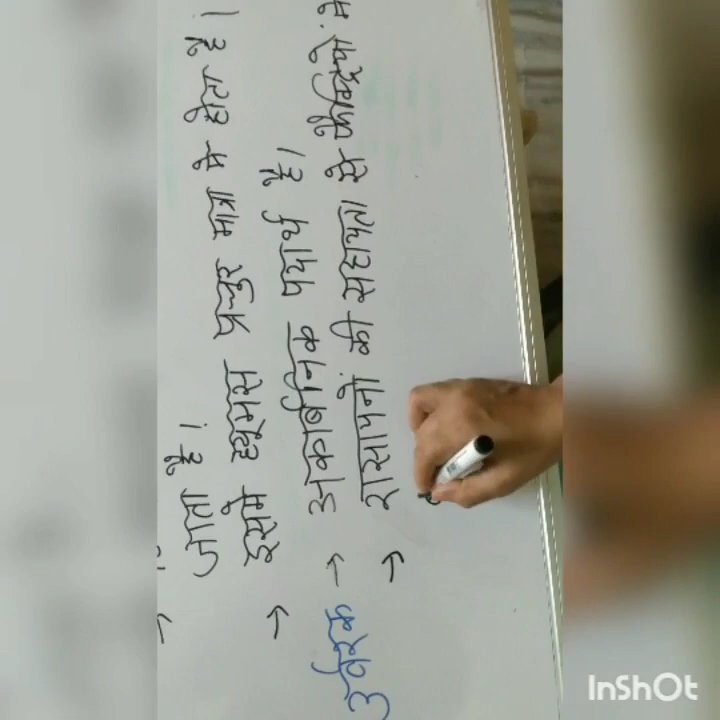 जाता है।
→ इसमें ह्यूमस प्रचुर मात्रा में होता है।
उर्वरक → अकार्बनिक पदार्थ है।
→ रासायनो की सहायता से फैक्ट्रियो में
InShOt